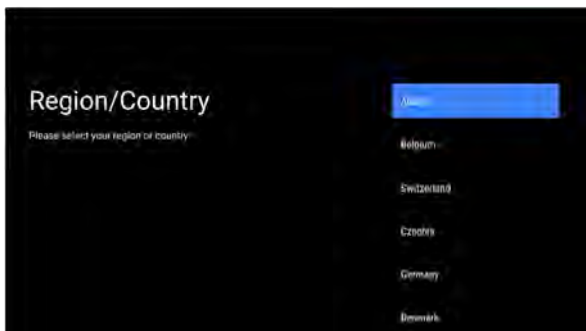 Region/Country
Please select your region or country
Belgium
Switzerland
Czechia
Germany
Denmark